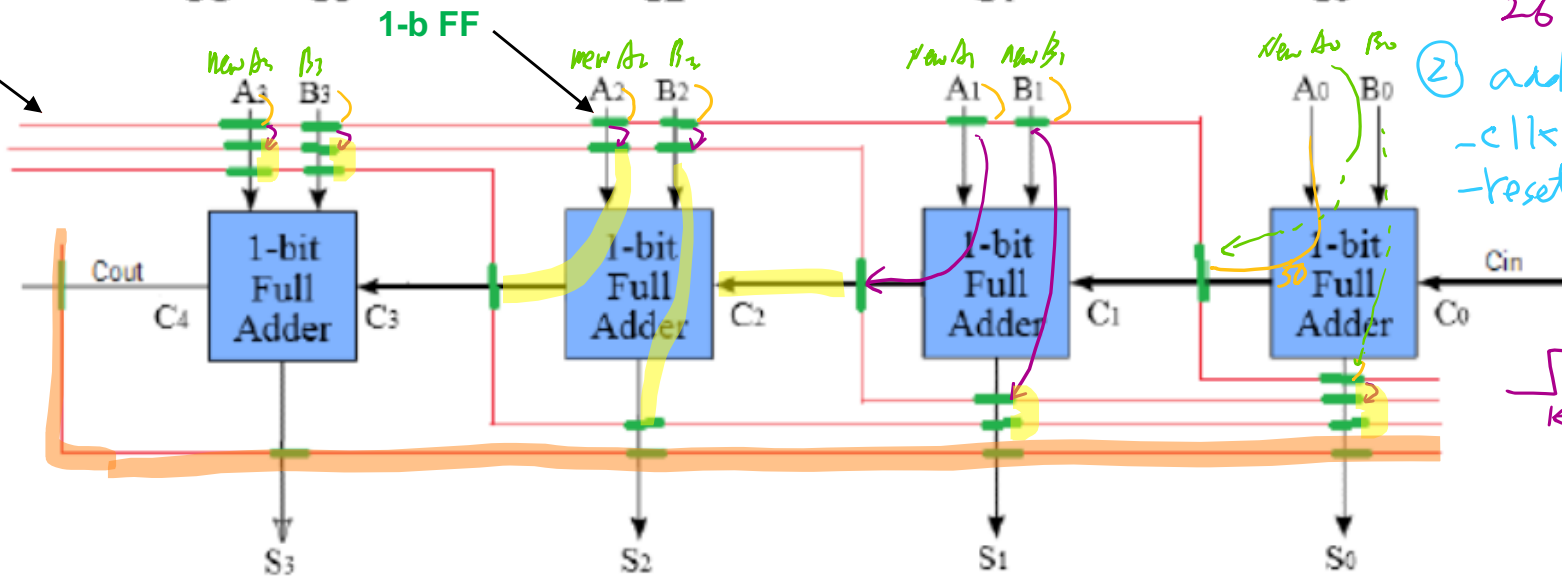 1-b FF
26
new A3 B3 new A2 B2 New A1 new B1 New A0 B0
② add
A3 B3 A2 B2 A1 B1 A0 B0
-clk
-reset
1-bit Full Adder 1-bit Full Adder 1-bit Full Adder 1-bit Full Adder
Cout Cin
30
C4 C3 C2 C1 C0
S3 S2 S1 S0